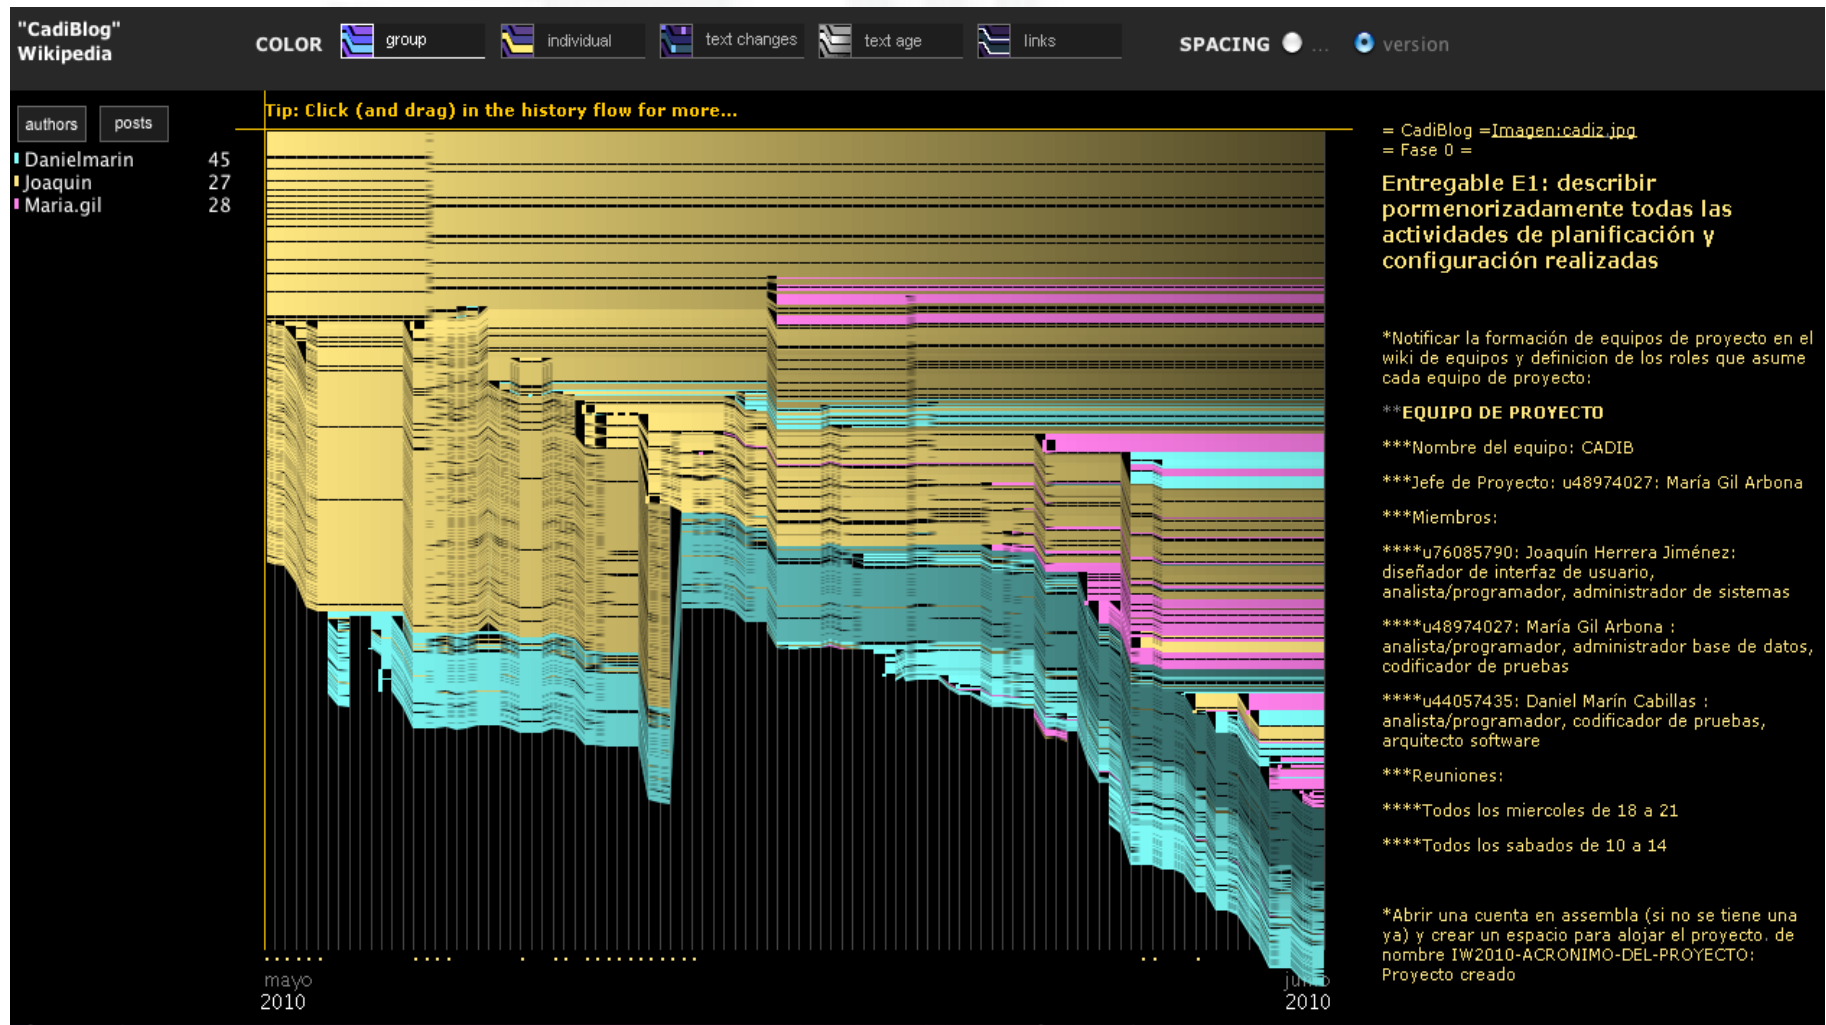 "CadiBlog"
Wikipedia
COLOR group individual text changes text age links SPACING ... version
authors posts
Danielmarin 45
Joaquin 27
Maria.gil 28
Tip: Click (and drag) in the history flow for more...
mayo
2010
2010
= CadiBlog =Imagen:cadiz.jpg
= Fase 0 =
Entregable E1: describir
pormenorizadamente todas las
actividades de planificación y
configuración realizadas
*Notificar la formación de equipos de proyecto en el
wiki de equipos y definicion de los roles que asume
cada equipo de proyecto:
**EQUIPO DE PROYECTO
***Nombre del equipo: CADIB
***Jefe de Proyecto: u48974027: María Gil Arbona
***Miembros:
****u76085790: Joaquín Herrera Jiménez:
diseñador de interfaz de usuario,
analista/programador, administrador de sistemas
****u48974027: María Gil Arbona :
analista/programador, administrador base de datos,
codificador de pruebas
****u44057435: Daniel Marín Cabillas :
analista/programador, codificador de pruebas,
arquitecto software
***Reuniones:
****Todos los miercoles de 18 a 21
****Todos los sabados de 10 a 14
*Abrir una cuenta en assembla (si no se tiene una
ya) y crear un espacio para alojar el proyecto. de
nombre IW2010-ACRONIMO-DEL-PROYECTO:
Proyecto creado